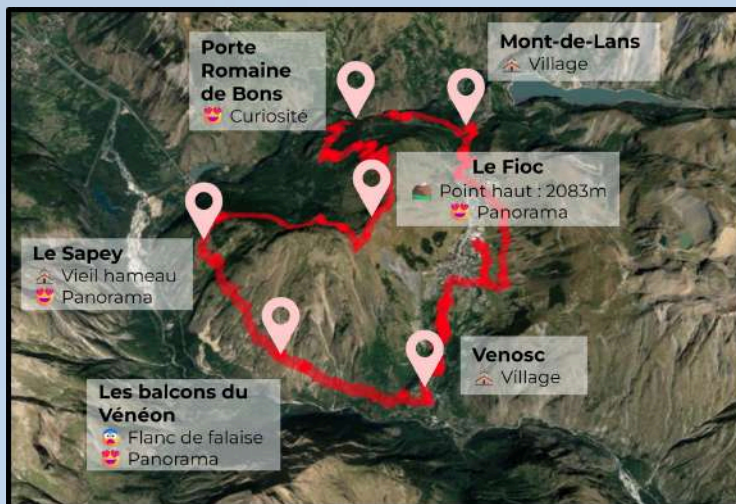 Porte
Romaine
de Bons
😍 Curiosité
Mont-de-Lans
🛖 Village
Le Fioc
Point haut : 2083m
😍 Panorama
Le Sapey
🛖 Vieil hameau
😍 Panorama
Venosc
🛖 Village
Les balcons du
Vénéon
😨 Flanc de falaise
😍 Panorama